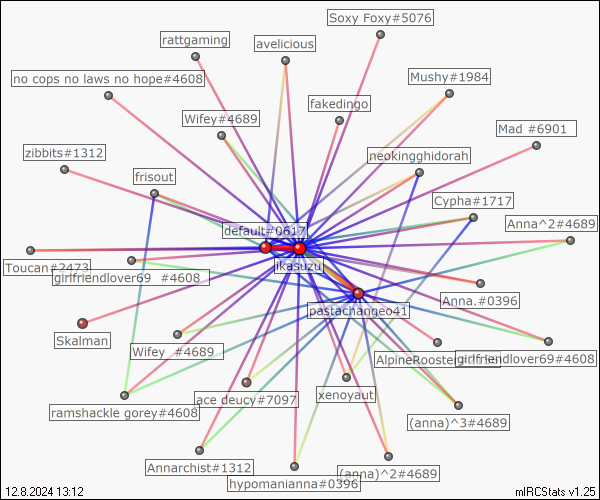 Soxy Foxy#5076
rattgaming
avelicious
no cops no laws no hope#4608
Mushy#1984
fakedingo
Wifey#4689
Mad #6901
neokingghidorah
zibbits#1312
frisout
Cypha#1717
Anna^2#4689
default#0617
Toucan#2473
jkasuzu
girlfriendlover69 #4608
Anna.#0396
pastachangeo41
Skalman
Wifey #4689
girlfriendlover69#4608
ace deucy#7097
xenoyaut
ramshackle gorey#4608
(anna)^3#4689
Annarchist#1312
(anna)^2#4689
hypomanianna#0396
12.8.2024 13:12
mIRCStats v1.25